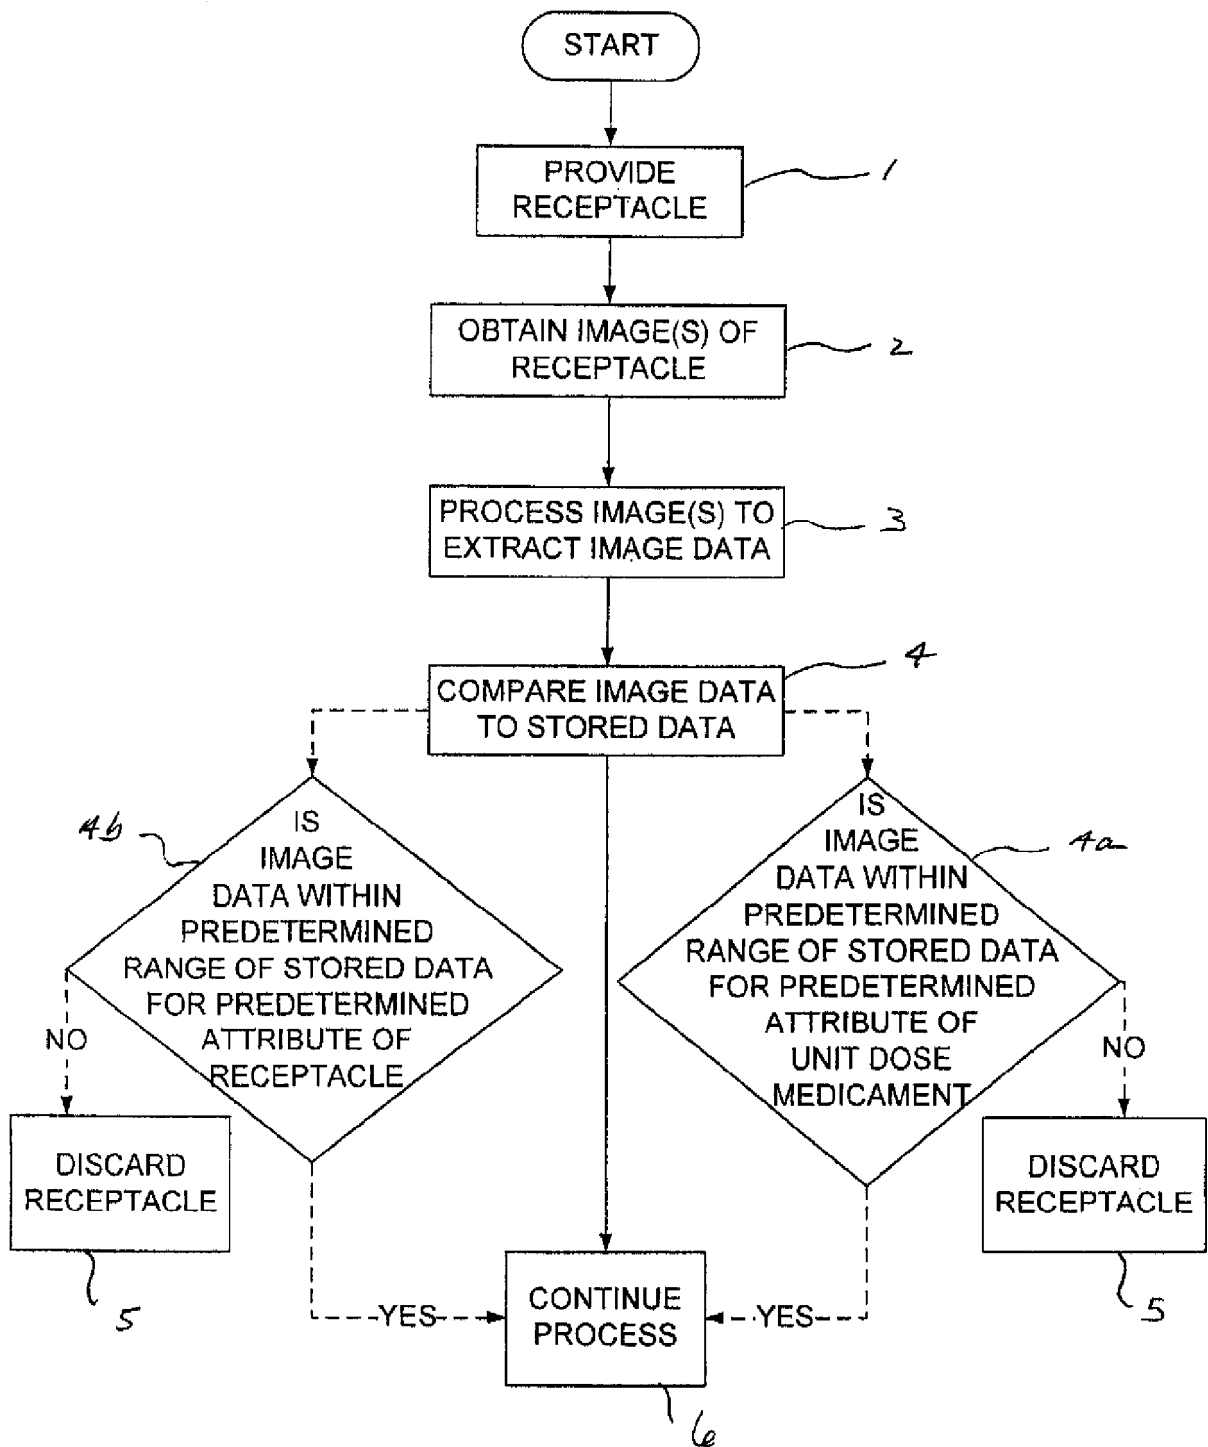 START
PROVIDE
RECEPTACLE
1
OBTAIN IMAGE(S) OF
RECEPTACLE
2
PROCESS IMAGE(S) TO
EXTRACT IMAGE DATA
3
COMPARE IMAGE DATA
TO STORED DATA
4
4b
IS
IMAGE
DATA WITHIN
PREDETERMINED
RANGE OF STORED DATA
FOR PREDETERMINED
ATTRIBUTE OF
RECEPTACLE
4a
IS
IMAGE
DATA WITHIN
PREDETERMINED
RANGE OF STORED DATA
FOR PREDETERMINED
ATTRIBUTE OF
UNIT DOSE
MEDICAMENT
NO
NO
DISCARD
RECEPTACLE
5
DISCARD
RECEPTACLE
5
YES
CONTINUE
PROCESS
YES
6